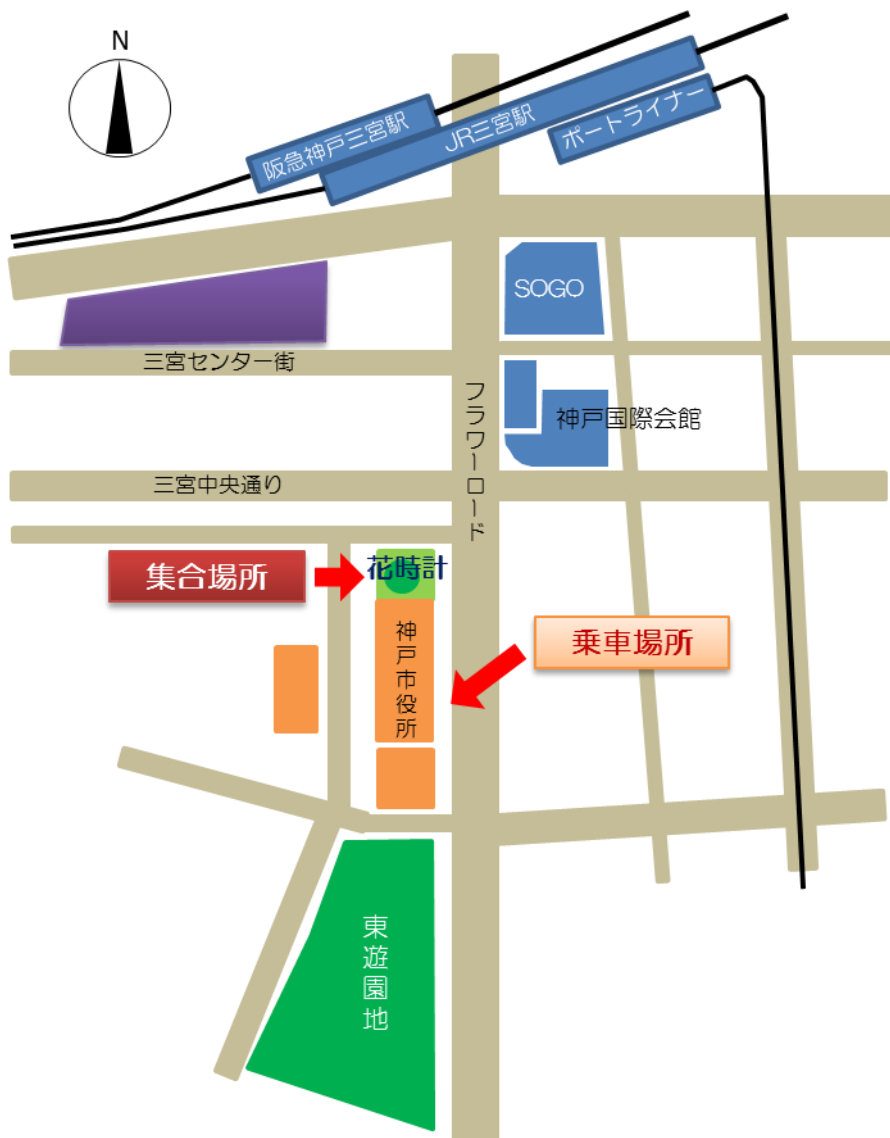 N
阪急神戸三宮駅
JR三宮駅
ポートライナー
SOGO
三宮センター街
フラワーロード
神戸国際会館
三宮中央通り
集合場所
花時計
神戸市役所
乗車場所
東遊園地